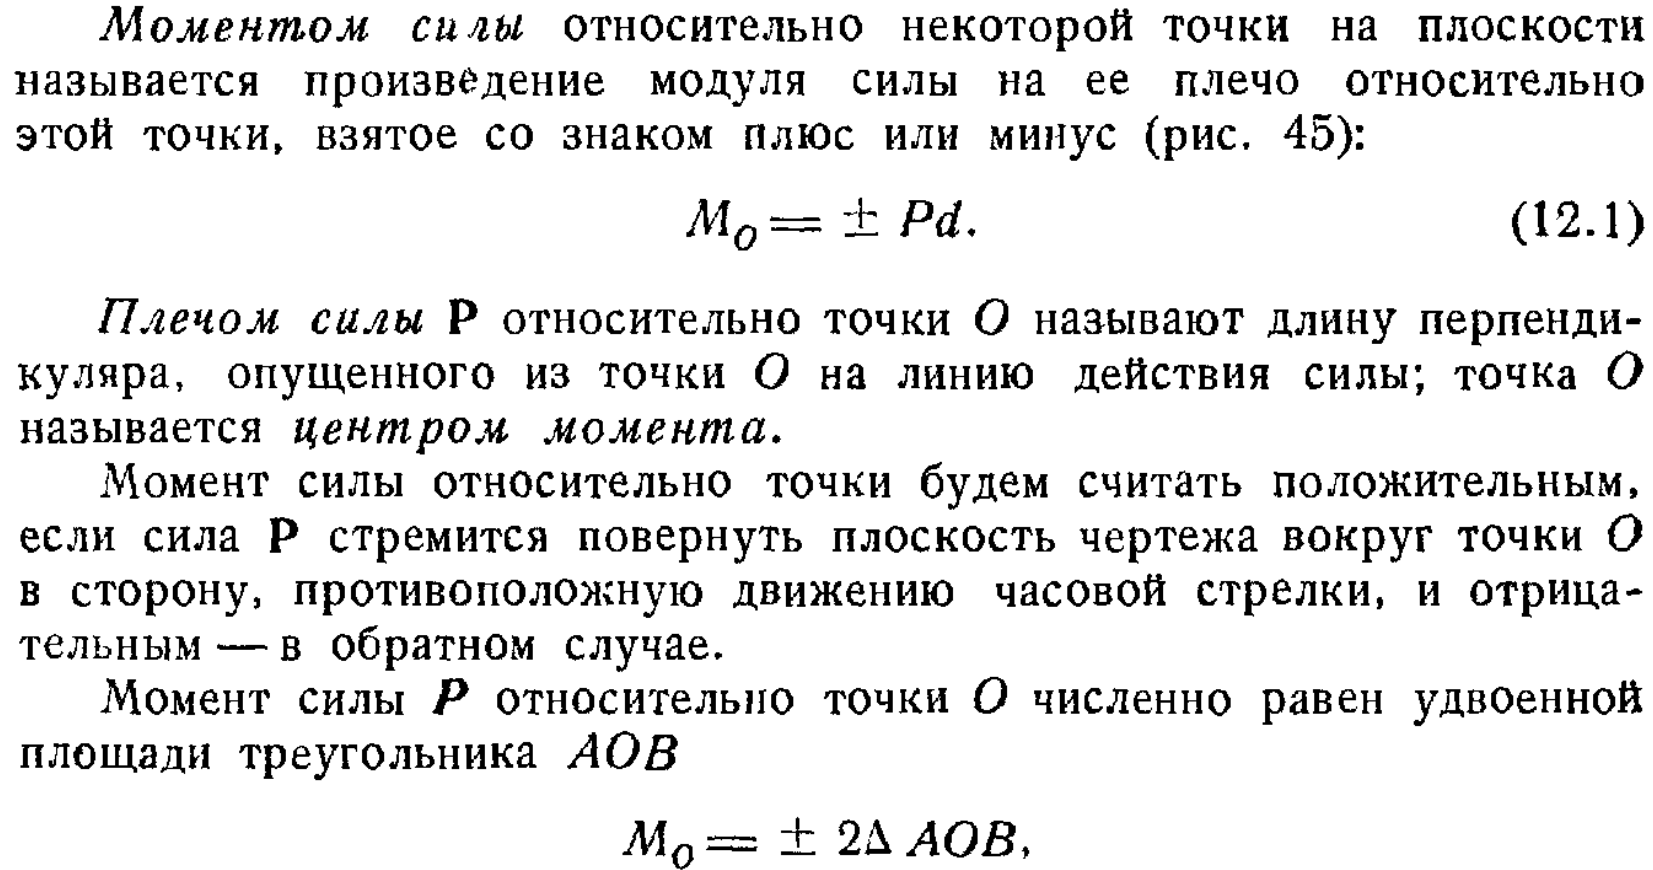 Моментом силы относительно некоторой точки на плоскости
называется произведение модуля силы на ее плечо относительно
этой точки, взятое со знаком плюс или минус (рис. 45):
M_O = ± Pd. (12.1)
Плечом силы P относительно точки O называют длину перпенди-
куляра, опущенного из точки O на линию действия силы; точка O
называется центром момента.
Момент силы относительно точки будем считать положительным,
если сила P стремится повернуть плоскость чертежа вокруг точки O
в сторону, противоположную движению часовой стрелки, и отрица-
тельным — в обратном случае.
Момент силы P относительно точки O численно равен удвоенной
площади треугольника AOB
M_O = ± 2Δ AOB,